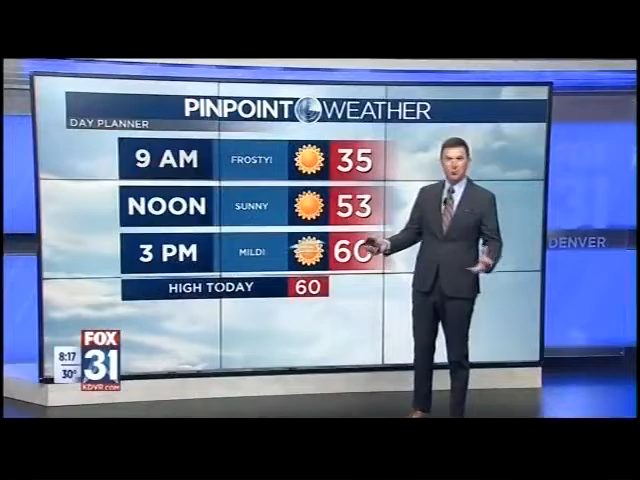 PINPOINT WEATHER
DAY PLANNER
9 AM FROSTY! 35
NOON SUNNY 53
3 PM MILD! 60
HIGH TODAY 60
31
DENVER
FOX
31
KDVR.COM
8:17
30°